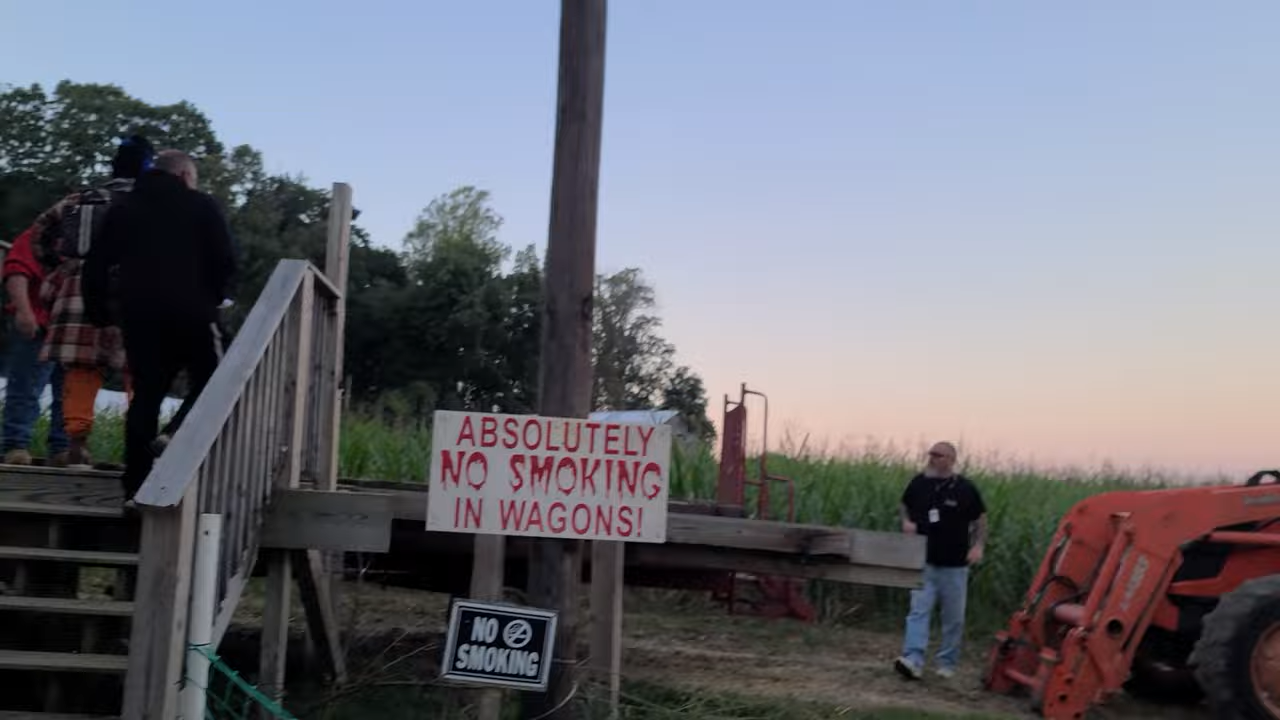 ABSOLUTELY
NO SMOKING
IN WAGONS!
NO
SMOKING